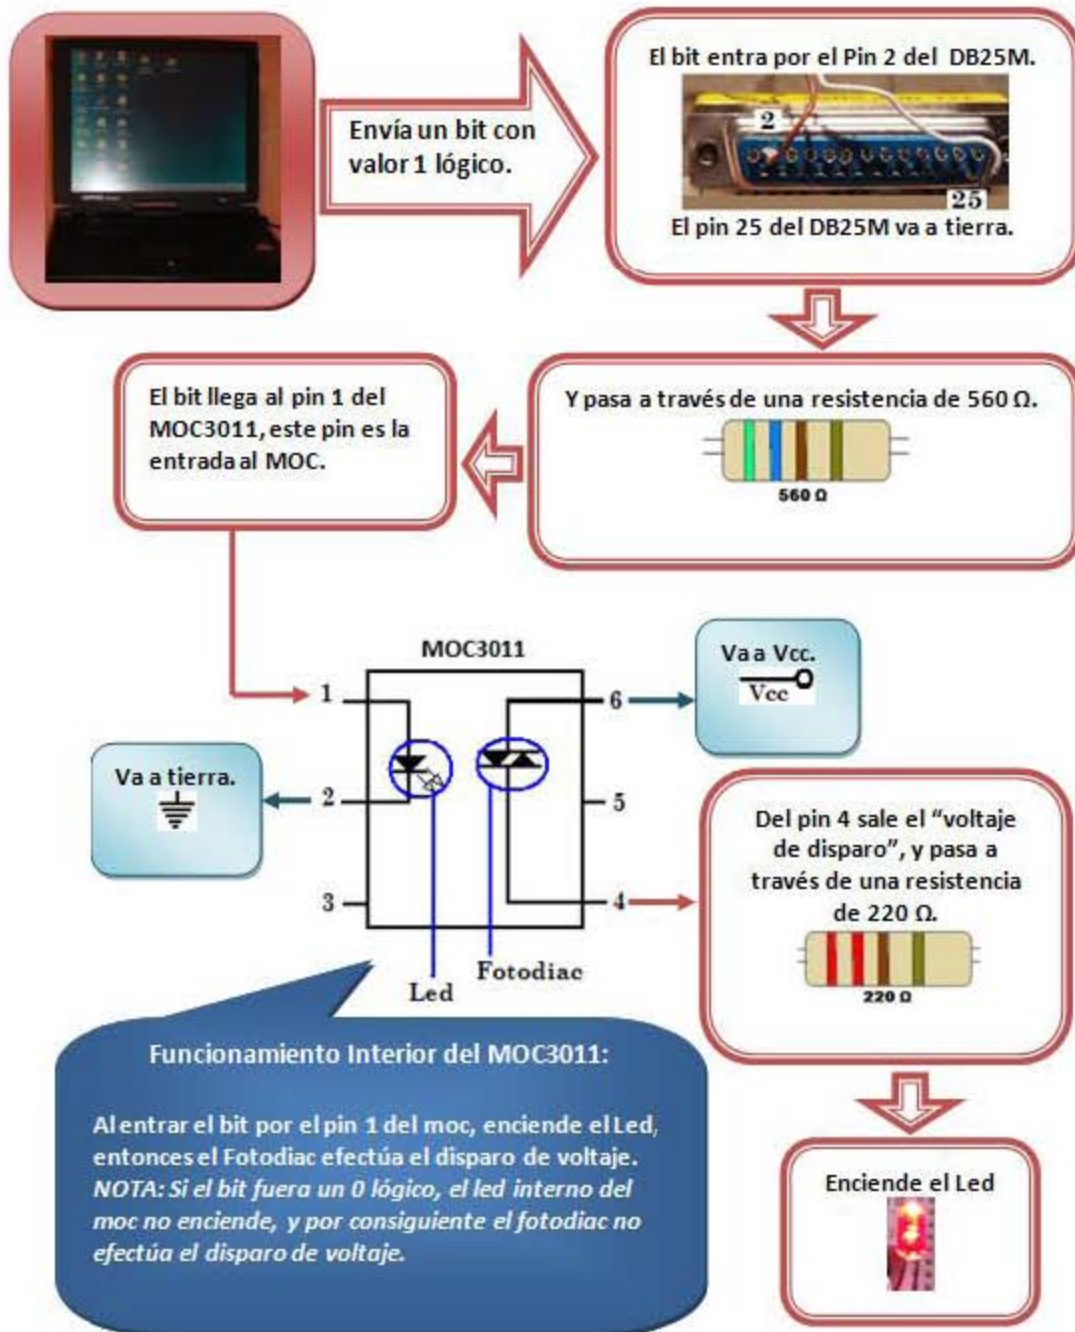 Envía un bit con
valor 1 lógico.
El bit entra por el Pin 2 del DB25M.
2
25
El pin 25 del DB25M va a tierra.
Y pasa a través de una resistencia de 560 Ω.
560 Ω
El bit llega al pin 1 del
MOC3011, este pin es la
entrada al MOC.
MOC3011
1
2
3
6
5
4
Va a Vcc.
Vcc
Va a tierra.
Led
Fotodiac
Del pin 4 sale el “voltaje
de disparo”, y pasa a
través de una resistencia
de 220 Ω.
220 Ω
Funcionamiento Interior del MOC3011:
Al entrar el bit por el pin 1 del moc, enciende el Led,
entonces el Fotodiac efectúa el disparo de voltaje.
NOTA: Si el bit fuera un 0 lógico, el led interno del
moc no enciende, y por consiguiente el fotodiac no
efectúa el disparo de voltaje.
Enciende el Led